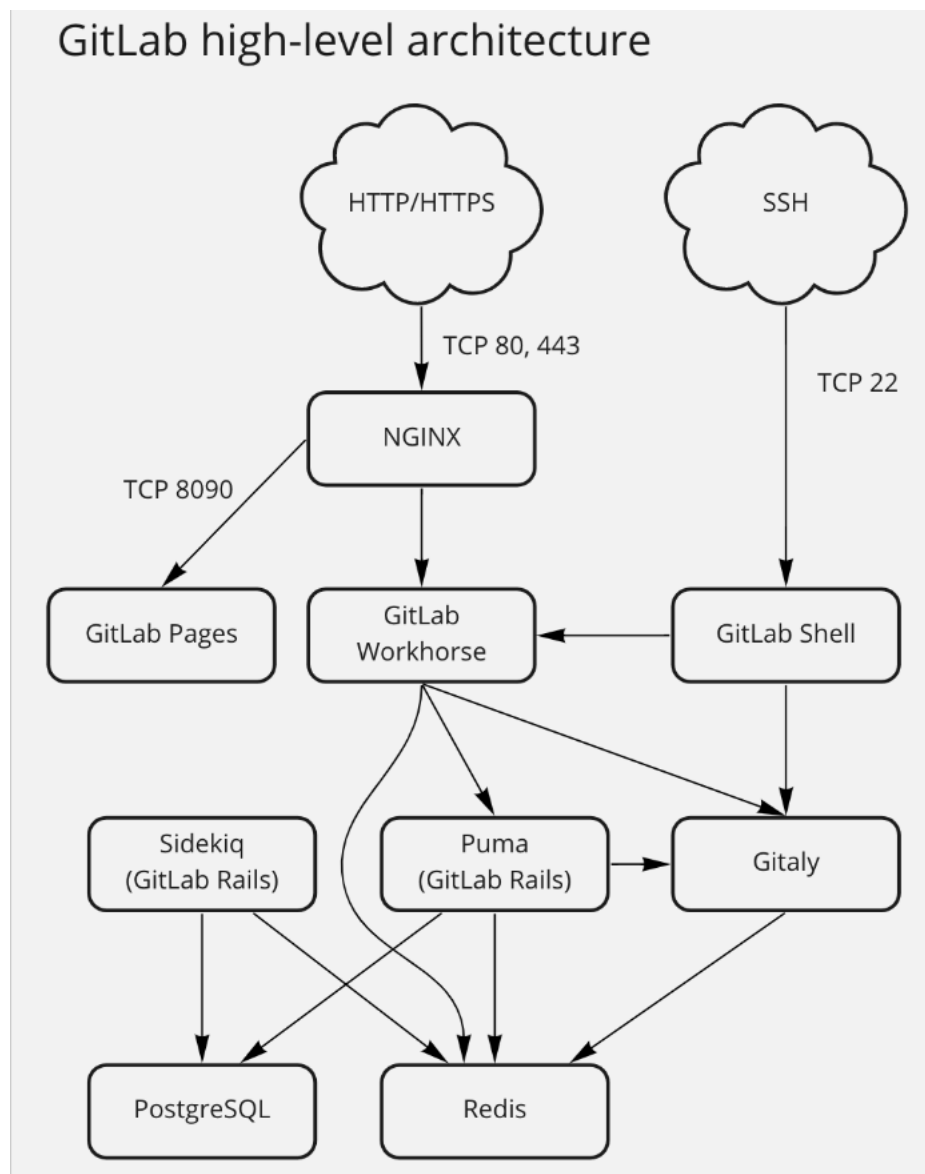 GitLab high-level architecture
HTTP/HTTPS
SSH
TCP 80, 443
TCP 22
NGINX
TCP 8090
GitLab Pages
GitLab
Workhorse
GitLab Shell
Sidekiq
(GitLab Rails)
Puma
(GitLab Rails)
Gitaly
PostgreSQL
Redis